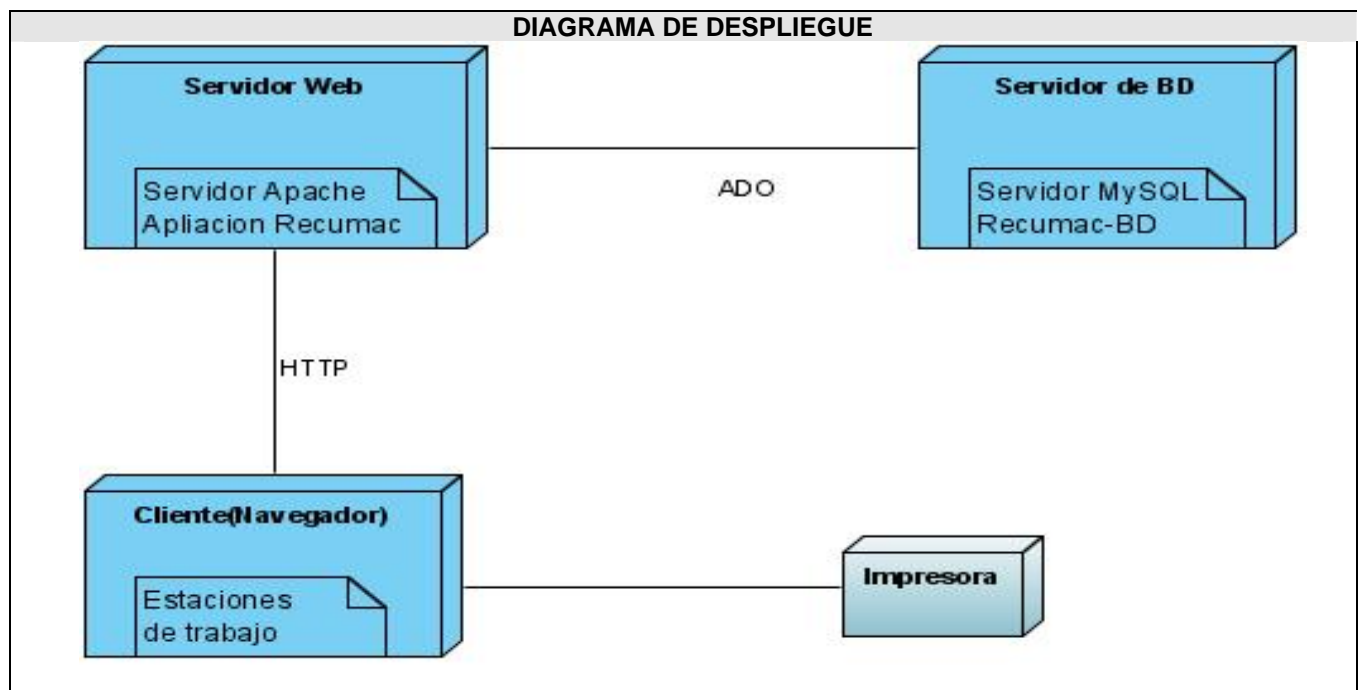 DIAGRAMA DE DESPLIEGUE
Servidor Web
Servidor Apache
Apliacion Recumac
Servidor de BD
Servidor MySQL
Recumac-BD
ADO
HTTP
Cliente(Navegador)
Estaciones
de trabajo
Impresora